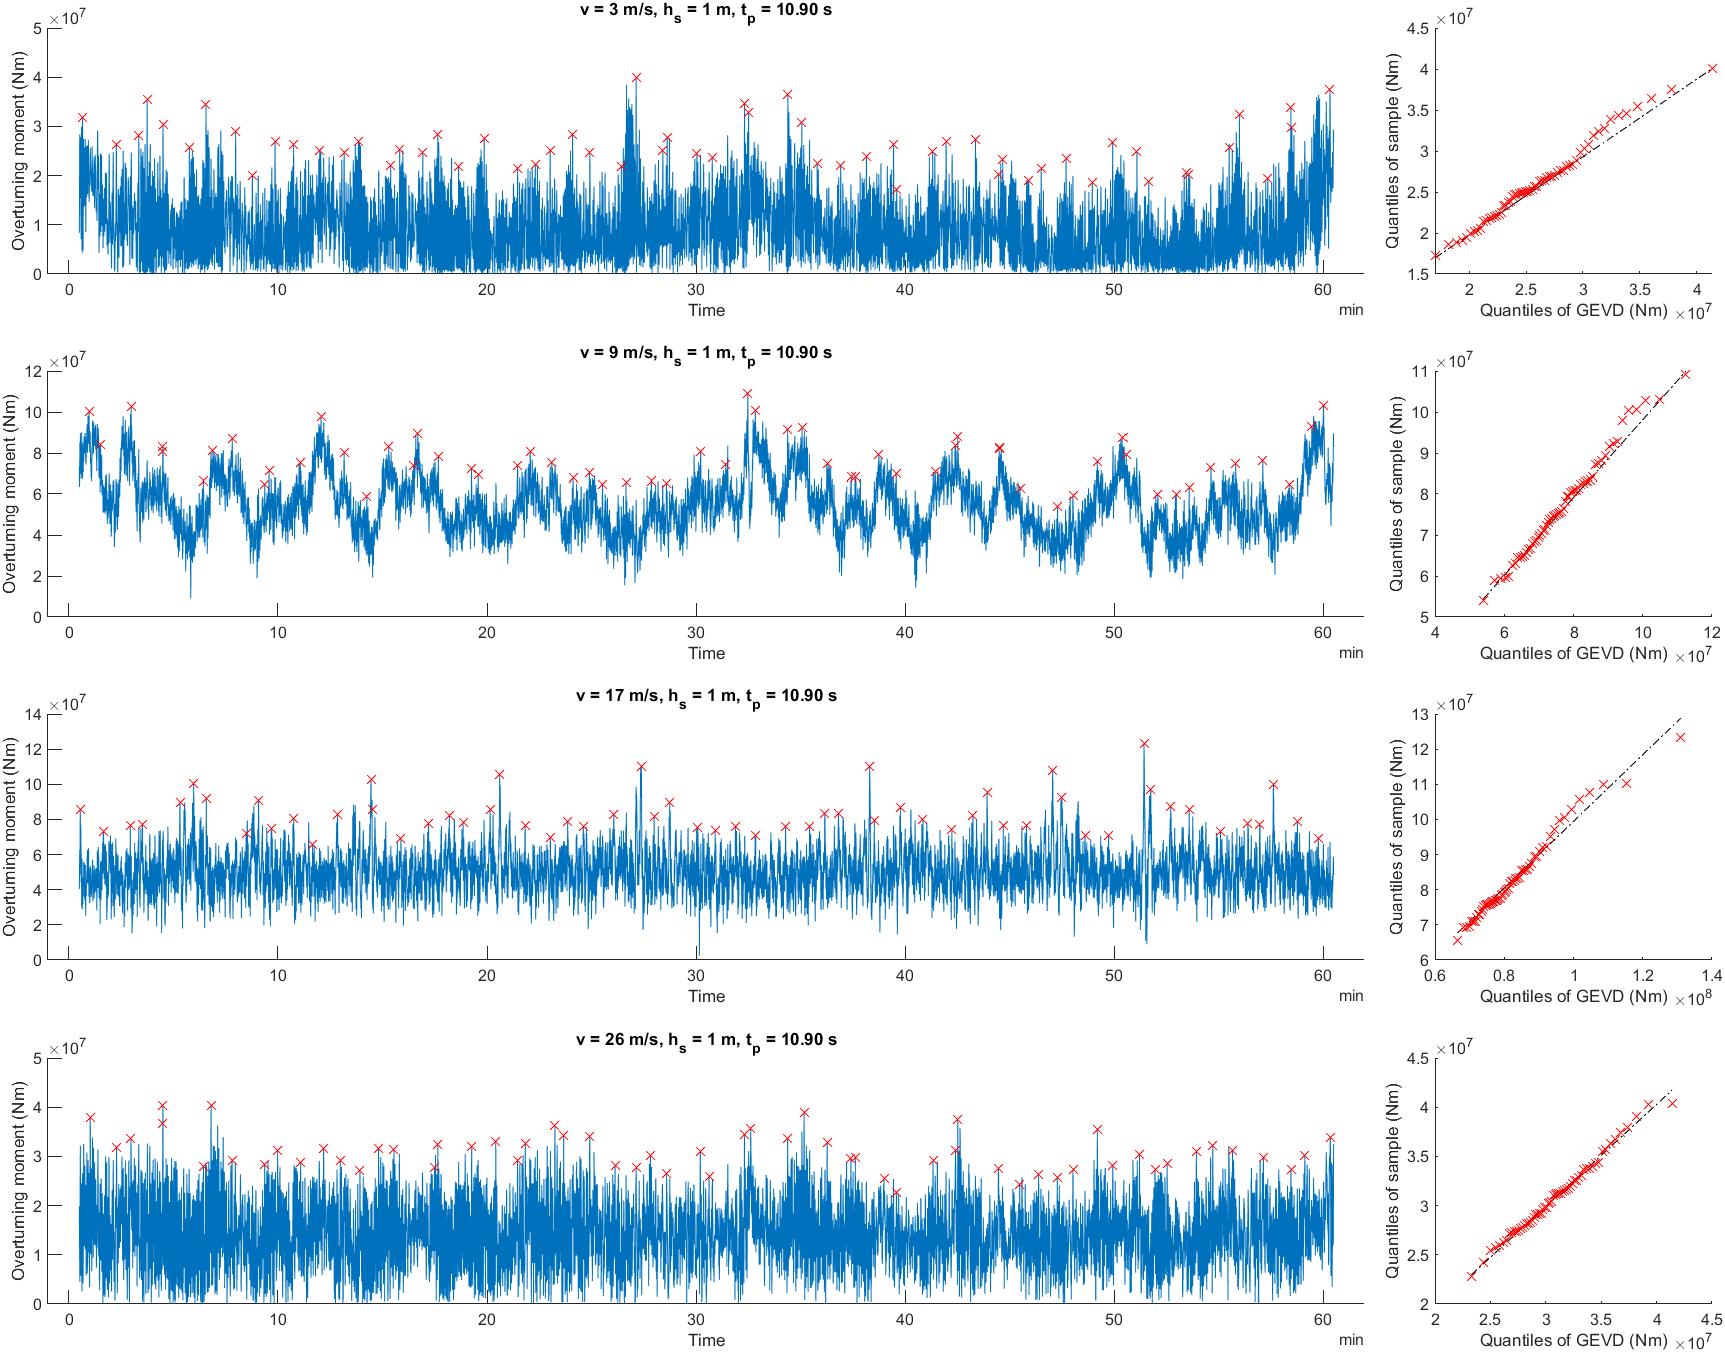 v = 3 m/s, hs = 1 m, tp = 10.90 s
×10^7
5
4
3
2
1
0
Overturning moment (Nm)
0 10 20 30 40 50 60
Time
min
×10^7
4.5
4
3.5
3
2.5
2
1.5
Quantiles of sample (Nm)
2 2.5 3 3.5 4
Quantiles of GEVD (Nm) ×10^7
v = 9 m/s, hs = 1 m, tp = 10.90 s
×10^7
12
10
8
6
4
2
0
Overturning moment (Nm)
0 10 20 30 40 50 60
Time
min
×10^7
11
10
9
8
7
6
5
Quantiles of sample (Nm)
4 6 8 10 12
Quantiles of GEVD (Nm) ×10^7
v = 17 m/s, hs = 1 m, tp = 10.90 s
×10^7
14
12
10
8
6
4
2
0
Overturning moment (Nm)
0 10 20 30 40 50 60
Time
min
×10^7
13
12
11
10
9
8
7
6
Quantiles of sample (Nm)
0.6 0.8 1 1.2 1.4
Quantiles of GEVD (Nm) ×10^8
v = 26 m/s, hs = 1 m, tp = 10.90 s
×10^7
5
4
3
2
1
0
Overturning moment (Nm)
0 10 20 30 40 50 60
Time
min
×10^7
4.5
4
3.5
3
2.5
2
Quantiles of sample (Nm)
2 2.5 3 3.5 4 4.5
Quantiles of GEVD (Nm) ×10^7